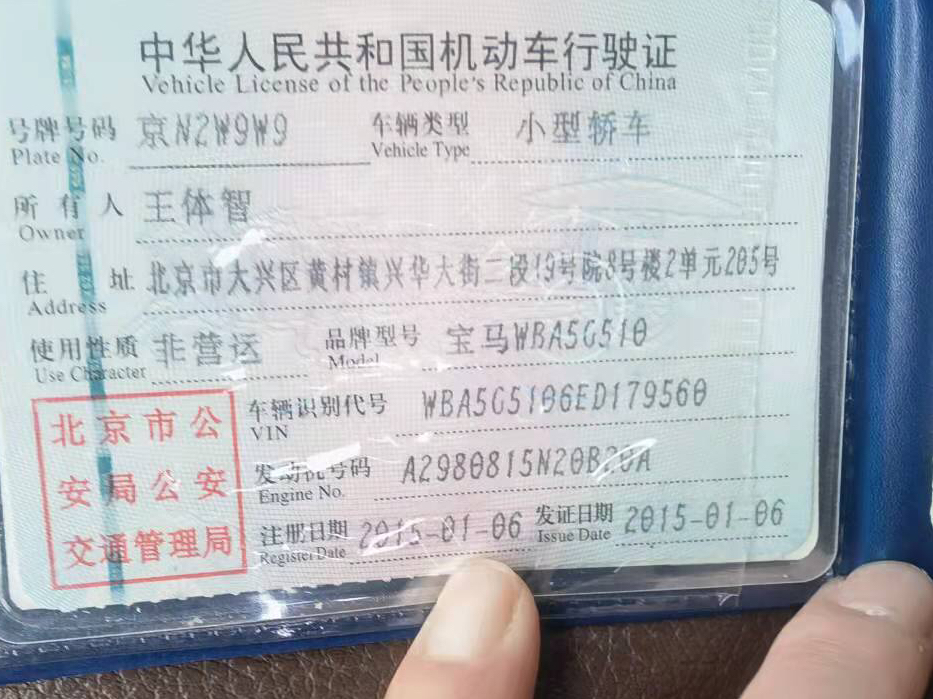 中华人民共和国机动车行驶证
Vehicle License of the People's Republic of China
号牌号码 京N2W9W9 车辆类型 小型轿车
Plate No. Vehicle Type
所有人 王体智
Owner
住址 北京市大兴区黄村镇兴华大街二段19号院8号楼2单元205号
Address
使用性质 非营运 品牌型号 宝马WBA5G510
Use Character Model
车辆识别代号 WBA5G5106ED179560
VIN
发动机号码 A2980815N20B20A
Engine No.
注册日期 2015-01-06 发证日期 2015-01-06
Register Date Issue Date
北京市公
安局公安
交通管理局